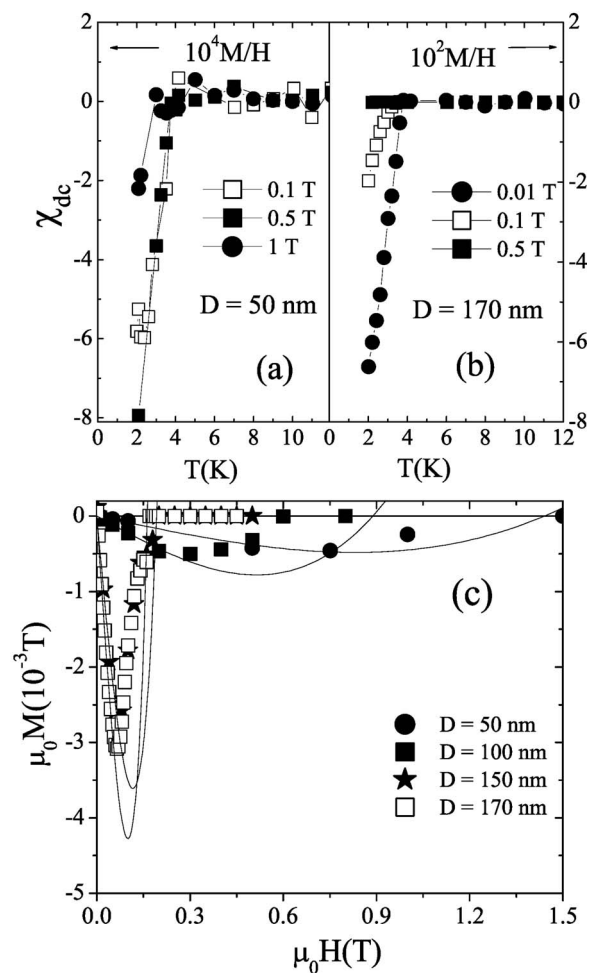 10⁴M/H
10²M/H
2
0
-2
-4
-6
-8
χdc
0.1 T
0.5 T
1 T
D = 50 nm
(a)
0.01 T
0.1 T
0.5 T
D = 170 nm
(b)
2
0
-2
-4
-6
-8
0 2 4 6 8 10 0 2 4 6 8 10 12
T(K)
T(K)
0
-1
-2
-3
-4
-5
μ₀M(10⁻³T)
(c)
D = 50 nm
D = 100 nm
D = 150 nm
D = 170 nm
0.0 0.3 0.6 0.9 1.2 1.5
μ₀H(T)